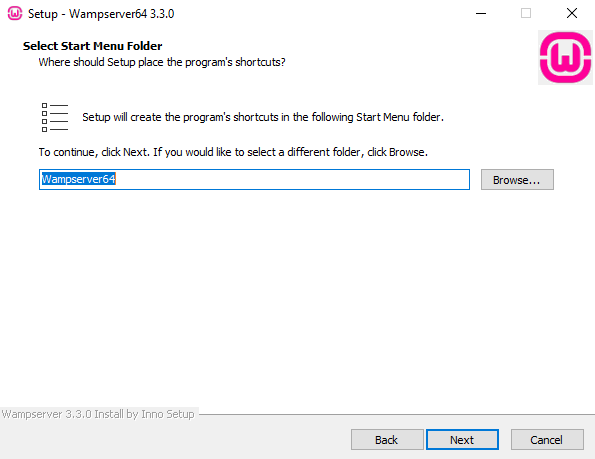 Setup - Wampserver64 3.3.0
Select Start Menu Folder
Where should Setup place the program's shortcuts?
W
Setup will create the program's shortcuts in the following Start Menu folder.
To continue, click Next. If you would like to select a different folder, click Browse.
Wampserver64
Browse...
Wampserver 3.3.0 Install by Inno Setup
Back
Next
Cancel